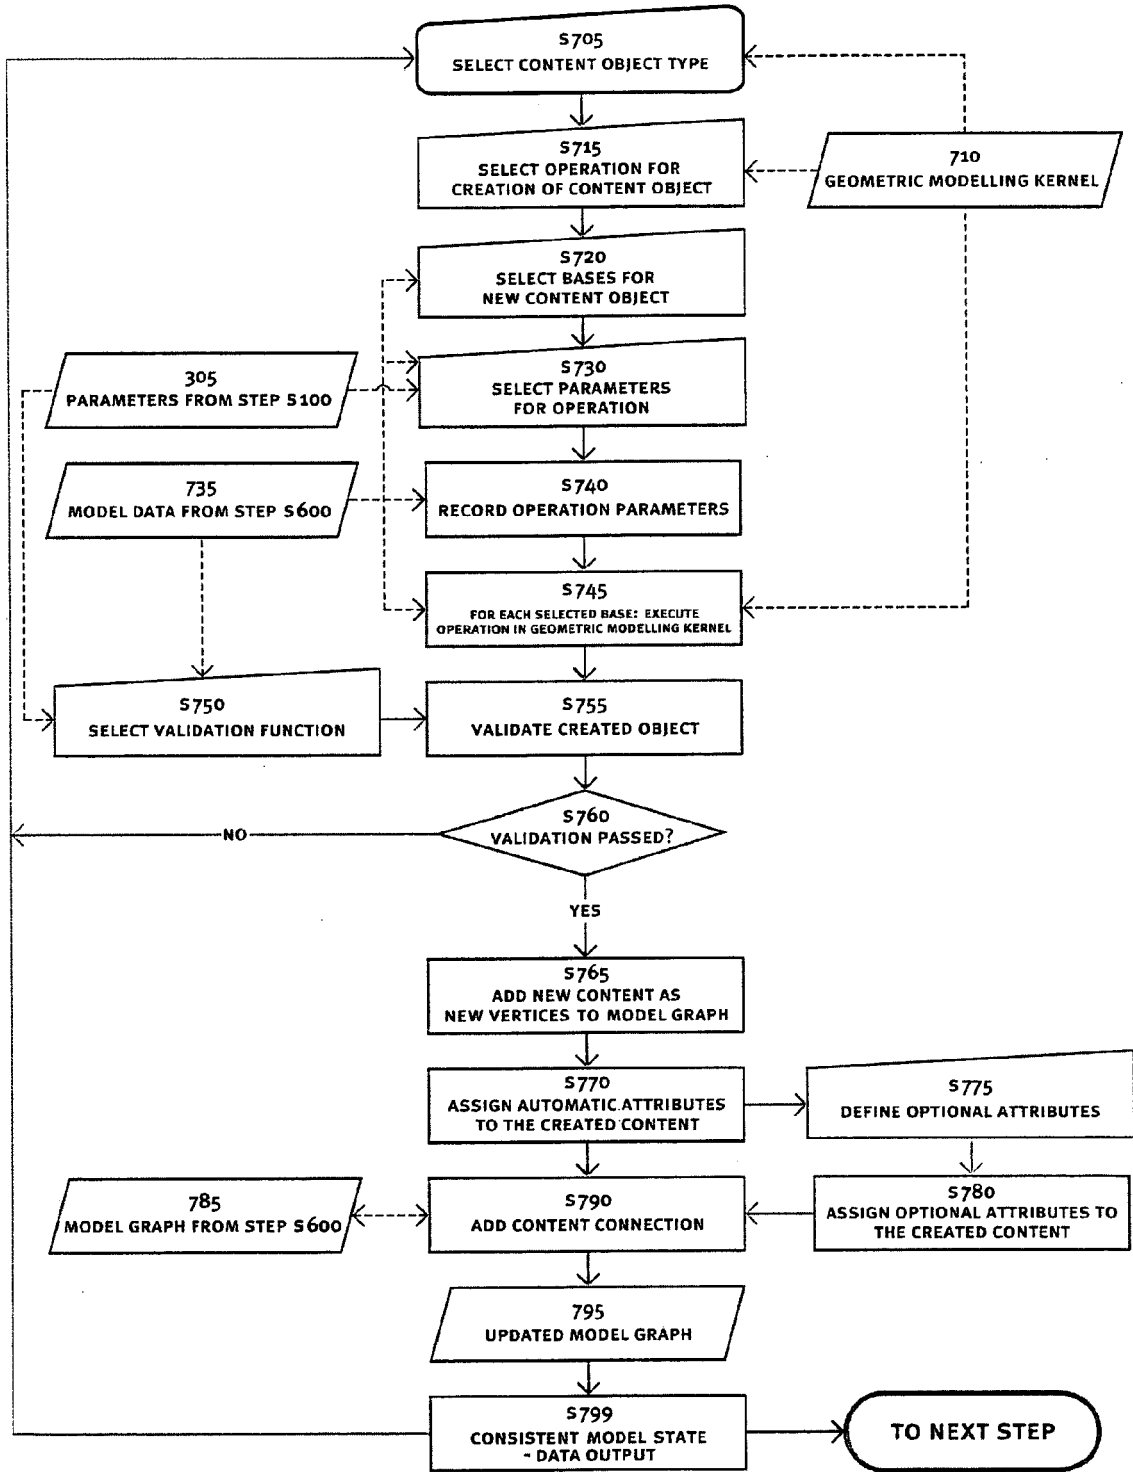 S705
SELECT CONTENT OBJECT TYPE
S715
SELECT OPERATION FOR
CREATION OF CONTENT OBJECT
710
GEOMETRIC MODELLING KERNEL
S720
SELECT BASES FOR
NEW CONTENT OBJECT
305
PARAMETERS FROM STEP S100
S730
SELECT PARAMETERS
FOR OPERATION
735
MODEL DATA FROM STEP S600
S740
RECORD OPERATION PARAMETERS
S745
FOR EACH SELECTED BASE: EXECUTE
OPERATION IN GEOMETRIC MODELLING KERNEL
S750
SELECT VALIDATION FUNCTION
S755
VALIDATE CREATED OBJECT
S760
VALIDATION PASSED?
NO
YES
S765
ADD NEW CONTENT AS
NEW VERTICES TO MODEL GRAPH
S770
ASSIGN AUTOMATIC ATTRIBUTES
TO THE CREATED CONTENT
S775
DEFINE OPTIONAL ATTRIBUTES
785
MODEL GRAPH FROM STEP S600
S790
ADD CONTENT CONNECTION
S780
ASSIGN OPTIONAL ATTRIBUTES TO
THE CREATED CONTENT
795
UPDATED MODEL GRAPH
S799
CONSISTENT MODEL STATE
- DATA OUTPUT
TO NEXT STEP